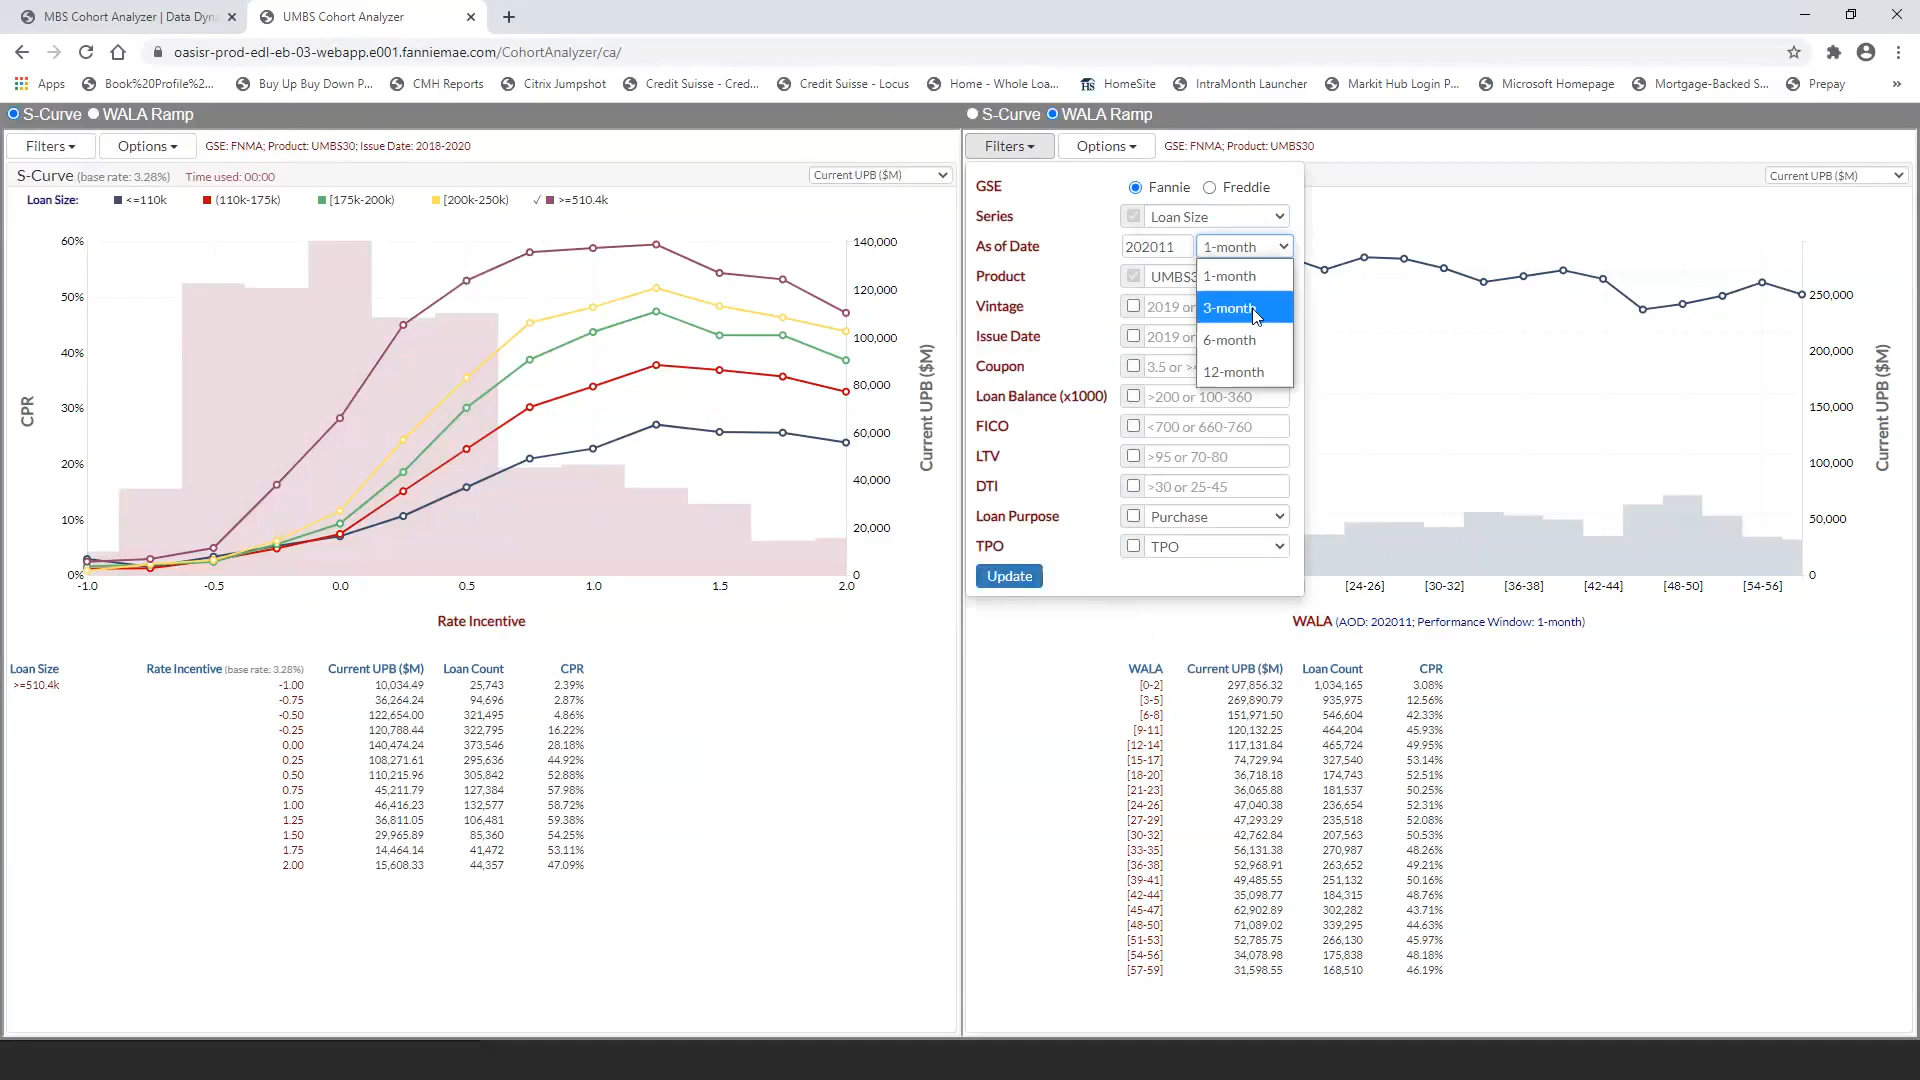 MBS Cohort Analyzer | Data Dyn
UMBS Cohort Analyzer
oasisr-prod-edl-eb-03-webapp.e001.fanniemae.com/CohortAnalyzer/ca/
Apps Book%20Profile%2... Buy Up Buy Down P... CMH Reports Citrix Jumpshot Credit Suisse - Cred... Credit Suisse - Locus Home - Whole Loa... HS HomeSite IntraMonth Launcher Markit Hub Login P... Microsoft Homepage Mortgage-Backed S... Prepay »
S-Curve WALA Ramp
Filters Options GSE: FNMA; Product: UMBS30; Issue Date: 2018-2020
S-Curve (base rate: 3.28%) Time used: 00:00 Current UPB ($M)
Loan Size: <=110k (110k-175k) [175k-200k) [200k-250k) ✓ >=510.4k
60%
50%
40%
30%
20%
10%
0%
CPR
140,000
120,000
100,000
80,000
60,000
40,000
20,000
0
Current UPB ($M)
-1.0 -0.5 0.0 0.5 1.0 1.5 2.0
Rate Incentive
Loan Size Rate Incentive (base rate: 3.28%) Current UPB ($M) Loan Count CPR
>=510.4k -1.00 10,034.49 25,743 2.39%
-0.75 36,264.24 94,696 2.87%
-0.50 122,654.00 321,495 4.86%
-0.25 120,788.44 322,795 16.22%
0.00 140,474.24 373,546 28.18%
0.25 108,271.61 295,636 44.92%
0.50 110,215.96 305,842 52.88%
0.75 45,211.79 127,384 57.98%
1.00 46,416.23 132,577 58.72%
1.25 36,811.05 106,481 59.38%
1.50 29,965.89 85,360 54.25%
1.75 14,464.14 41,472 53.11%
2.00 15,608.33 44,357 47.09%
S-Curve WALA Ramp
Filters Options GSE: FNMA; Product: UMBS30
Current UPB ($M)
GSE Fannie Freddie
Series Loan Size
As of Date 202011 1-month
1-month
3-month
6-month
12-month
Product UMBS3
Vintage 2019 or
Issue Date 2019 or
Coupon 3.5 or >
Loan Balance (x1000) >200 or 100-360
FICO <700 or 660-760
LTV >95 or 70-80
DTI >30 or 25-45
Loan Purpose Purchase
TPO TPO
Update
250,000
200,000
150,000
100,000
50,000
0
Current UPB ($M)
[24-26] [30-32] [36-38] [42-44] [48-50] [54-56]
WALA (AOD: 202011; Performance Window: 1-month)
WALA Current UPB ($M) Loan Count CPR
[0-2] 297,856.32 1,034,165 3.08%
[3-5] 269,890.79 935,975 12.56%
[6-8] 151,971.50 546,604 42.33%
[9-11] 120,132.25 464,204 45.93%
[12-14] 117,131.84 465,724 49.95%
[15-17] 74,729.94 327,540 53.14%
[18-20] 36,718.18 174,743 52.51%
[21-23] 36,065.88 181,537 50.25%
[24-26] 47,040.38 236,654 52.31%
[27-29] 47,293.29 235,518 52.08%
[30-32] 42,762.84 207,563 50.53%
[33-35] 56,131.38 270,987 48.26%
[36-38] 52,968.91 263,652 49.21%
[39-41] 49,485.55 251,132 50.16%
[42-44] 35,098.77 184,315 48.76%
[45-47] 62,902.89 302,282 43.71%
[48-50] 71,089.02 339,295 44.63%
[51-53] 52,785.75 266,130 45.97%
[54-56] 34,078.98 175,838 48.18%
[57-59] 31,598.55 168,510 46.19%